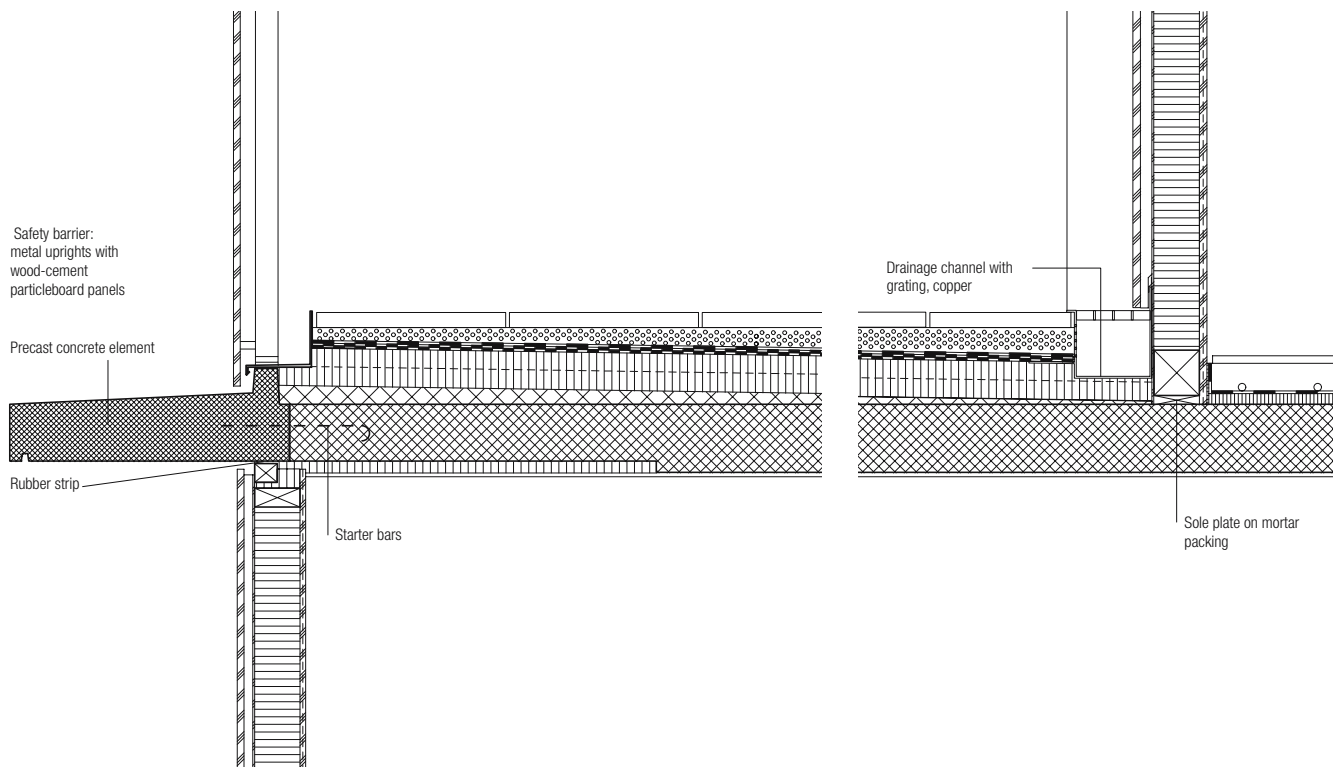 Safety barrier:
metal uprights with
wood-cement
particleboard panels
Precast concrete element
Rubber strip
Starter bars
Drainage channel with
grating, copper
Sole plate on mortar
packing